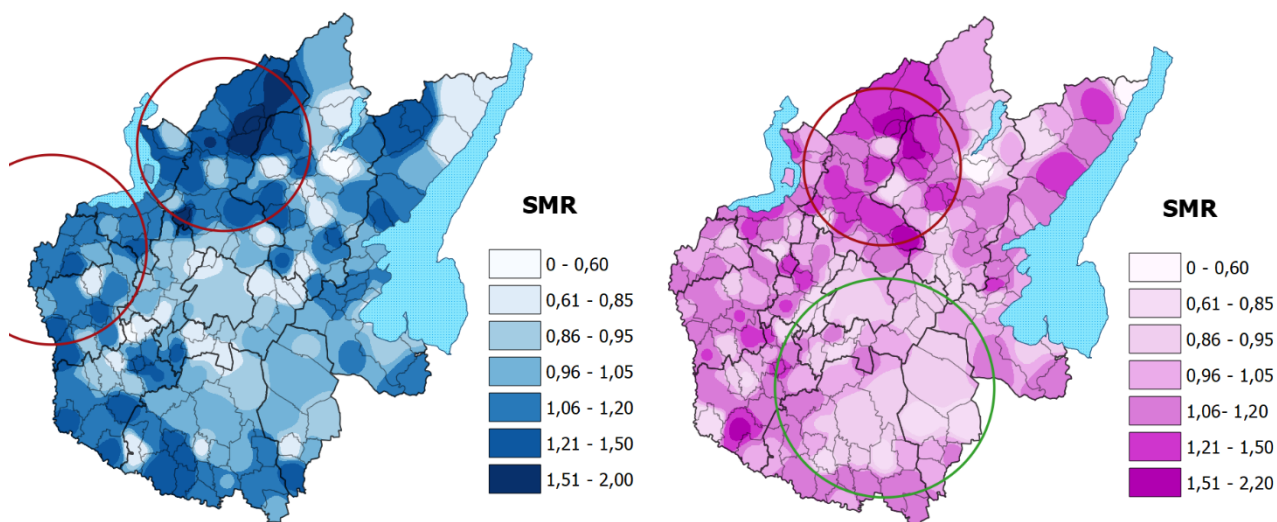 SMR
0 - 0,60
0,61 - 0,85
0,86 - 0,95
0,96 - 1,05
1,06 - 1,20
1,21 - 1,50
1,51 - 2,00
SMR
0 - 0,60
0,61 - 0,85
0,86 - 0,95
0,96 - 1,05
1,06- 1,20
1,21 - 1,50
1,51 - 2,20